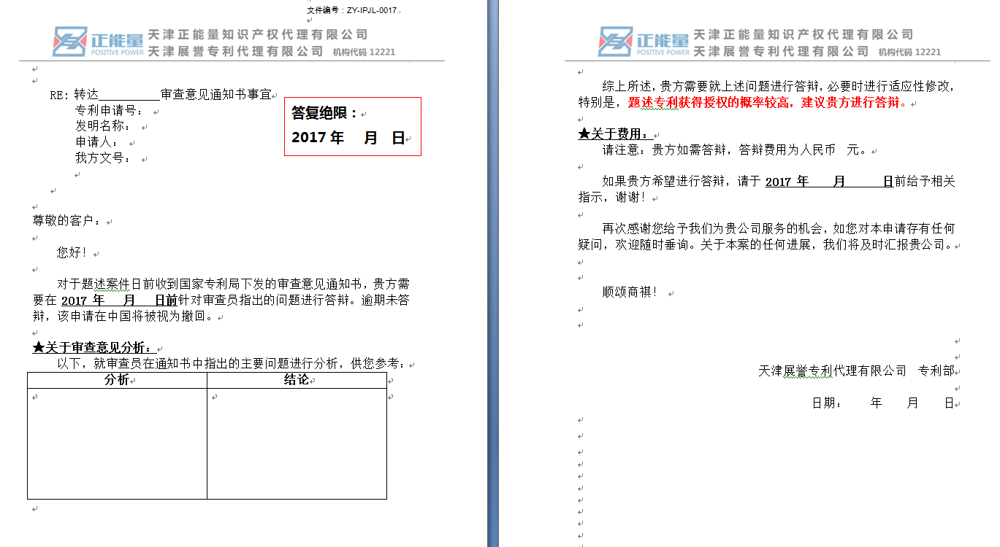 文件编号：ZY-IPJL-0017
正能量
POSITIVE POWER
天津正能量知识产权代理有限公司
天津展誉专利代理有限公司 机构代码 12221
RE: 转达__________审查意见通知书事宜
专利申请号：
发明名称：
申请人：
我方文号：
答复绝限：
2017 年 月 日
尊敬的客户：
您好！
对于题述案件日前收到国家专利局下发的审查意见通知书，贵方需
要在 2017 年 月 日前针对审查员指出的问题进行答辩。逾期未答
辩，该申请在中国将被视为撤回。
★关于审查意见分析：
以下，就审查员在通知书中指出的主要问题进行分析，供您参考：
分析 结论
正能量
POSITIVE POWER
天津正能量知识产权代理有限公司
天津展誉专利代理有限公司 机构代码 12221
综上所述，贵方需要就上述问题进行答辩，必要时进行适应性修改，
特别是，题述专利获得授权的概率较高，建议贵方进行答辩。
★关于费用：
请注意：贵方如需答辩，答辩费用为人民币 元。
如果贵方希望进行答辩，请于 2017 年 月 日前给予相关
指示，谢谢！
再次感谢您给予我们为贵公司服务的机会，如您对本申请存有任何
疑问，欢迎随时垂询。关于本案的任何进展，我们将及时汇报贵公司。
顺颂商祺！
天津展誉专利代理有限公司 专利部
日期： 年 月 日